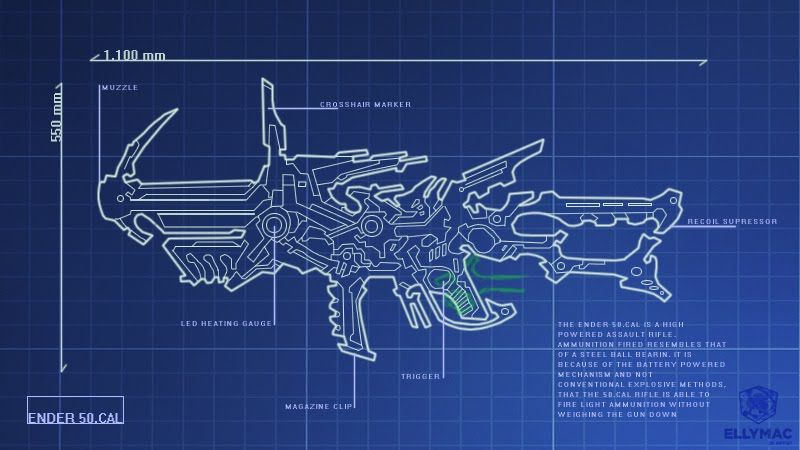 1,100 mm
MUZZLE
550 mm
CROSSHAIR MARKER
RECOIL SUPRESSOR
LED HEATING GAUGE
TRIGGER
MAGAZINE CLIP
THE ENDER 50.CAL IS A HIGH
POWERED ASSAULT RIFLE.
AMMUNITION FIRED RESEMBLES THAT
OF A STEEL BALL BEARIN. IT IS
BECAUSE OF THE BATTERY POWERED
MECHANISM AND NOT
CONVENTIONAL EXPLOSIVE METHODS,
THAT THE 50.CAL RIFLE IS ABLE TO
FIRE LIGHT AMMUNITION WITHOUT
WEIGHING THE GUN DOWN
ENDER 50.CAL
ELLYMAC